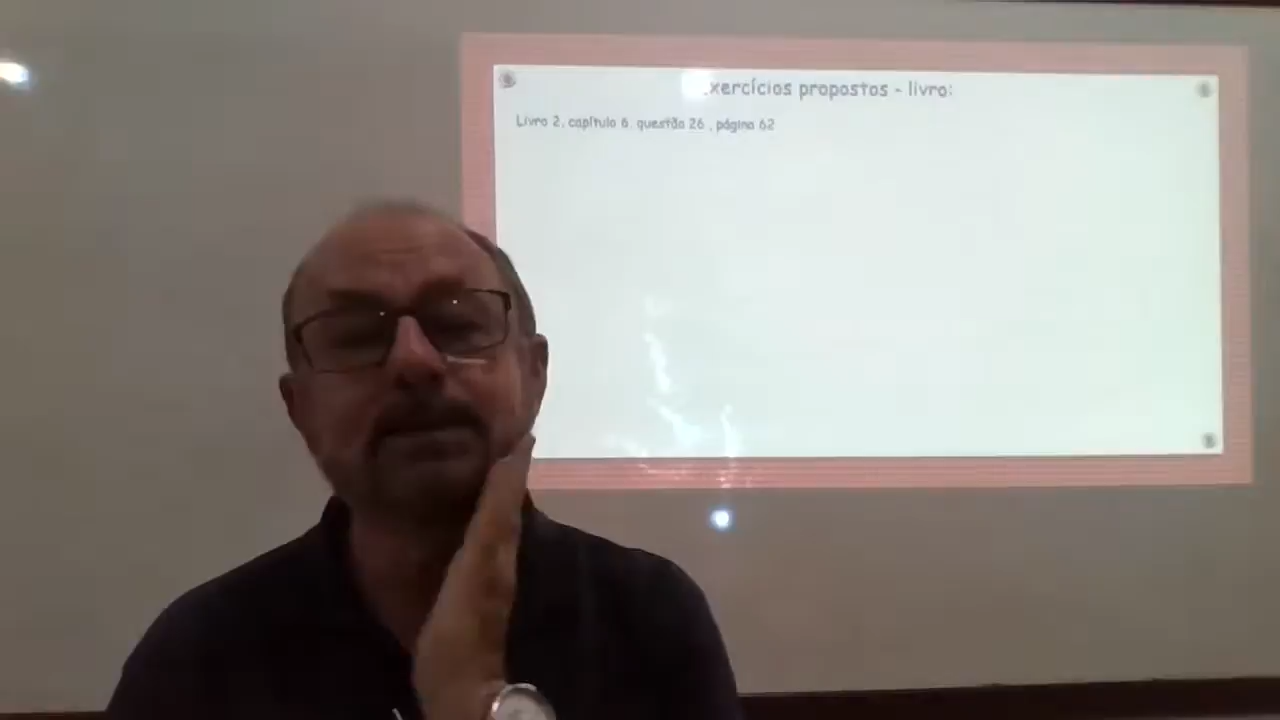 xercícios propostos - livro:
Livro 2, capítulo 6, questão 26 , página 62